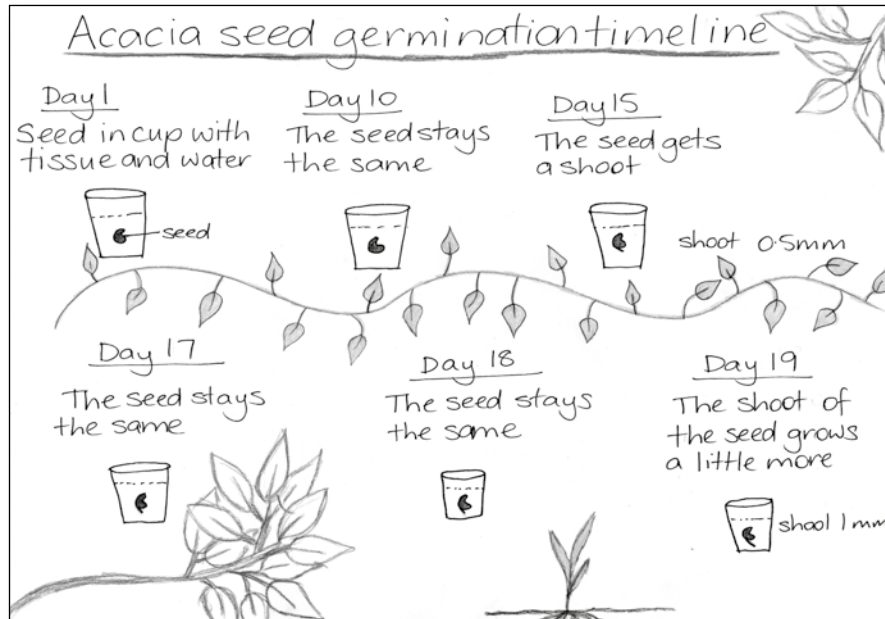 Acacia seed germination timeline
Day 1
Seed in cup with
tissue and water
seed
Day 10
The seed stays
the same
Day 15
The seed gets
a shoot
shoot 0.5mm
Day 17
The seed stays
the same
Day 18
The seed stays
the same
Day 19
The shoot of
the seed grows
a little more
shool 1mm